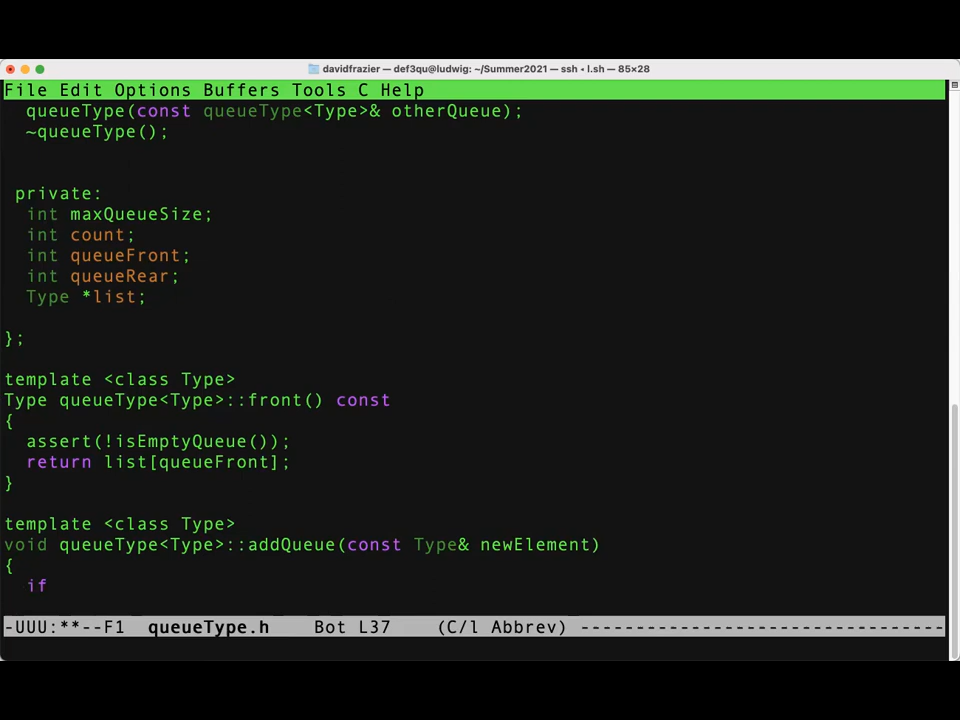 davidfrazier — def3qu@ludwig: ~/Summer2021 — ssh ◂ l.sh — 85×28
File Edit Options Buffers Tools C Help
queueType(const queueType<Type>& otherQueue);
~queueType();
private:
int maxQueueSize;
int count;
int queueFront;
int queueRear;
Type *list;
};
template <class Type>
Type queueType<Type>::front() const
{
assert(!isEmptyQueue());
return list[queueFront];
}
template <class Type>
void queueType<Type>::addQueue(const Type& newElement)
{
if
-UUU:**--F1  queueType.h    Bot L37    (C/l Abbrev) ---------------------------------